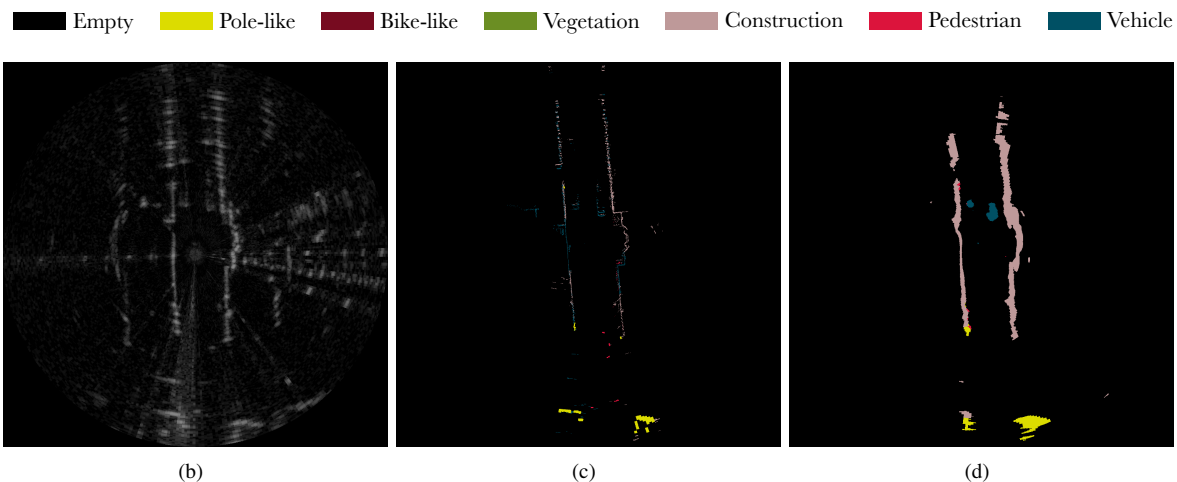 Empty Pole-like Bike-like Vegetation Construction Pedestrian Vehicle
(b) (c) (d)